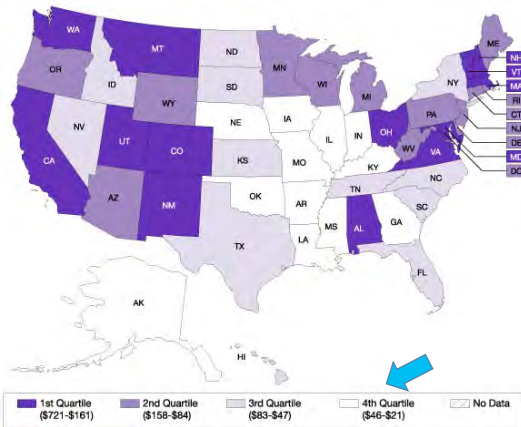 WA
MT
ND
MN
ME
OR
ID
SD
WI
MI
NY
WY
NH
VT
MA
RI
CT
NJ
DE
MD
DC
NV
UT
CO
NE
IA
IL
IN
OH
PA
WV
VA
CA
KS
MO
KY
TN
NC
SC
AZ
NM
OK
AR
MS
AL
GA
TX
LA
FL
AK
HI
1st Quartile
($721-$161)
2nd Quartile
($158-$84)
3rd Quartile
($83-$47)
4th Quartile
($46-$21)
No Data